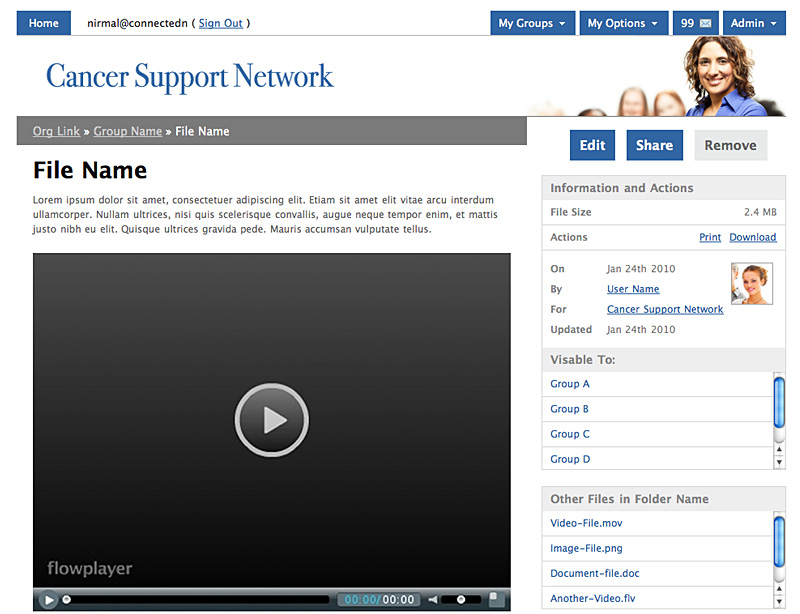 Home
nirmal@connectedn ( Sign Out )
My Groups
My Options
99
Admin
Cancer Support Network
Org Link » Group Name » File Name
Edit
Share
Remove
File Name
Lorem ipsum dolor sit amet, consectetuer adipiscing elit. Etiam sit amet elit vitae arcu interdum
ullamcorper. Nullam ultrices, nisi quis scelerisque convallis, augue neque tempor enim, et mattis
justo nibh eu elit. Quisque ultrices gravida pede. Mauris accumsan vulputate tellus.
flowplayer
00:00/00:00
Information and Actions
File Size 2.4 MB
Actions Print Download
On Jan 24th 2010
By User Name
For Cancer Support Network
Updated Jan 24th 2010
Visable To:
Group A
Group B
Group C
Group D
Other Files in Folder Name
Video-File.mov
Image-File.png
Document-file.doc
Another-Video.flv